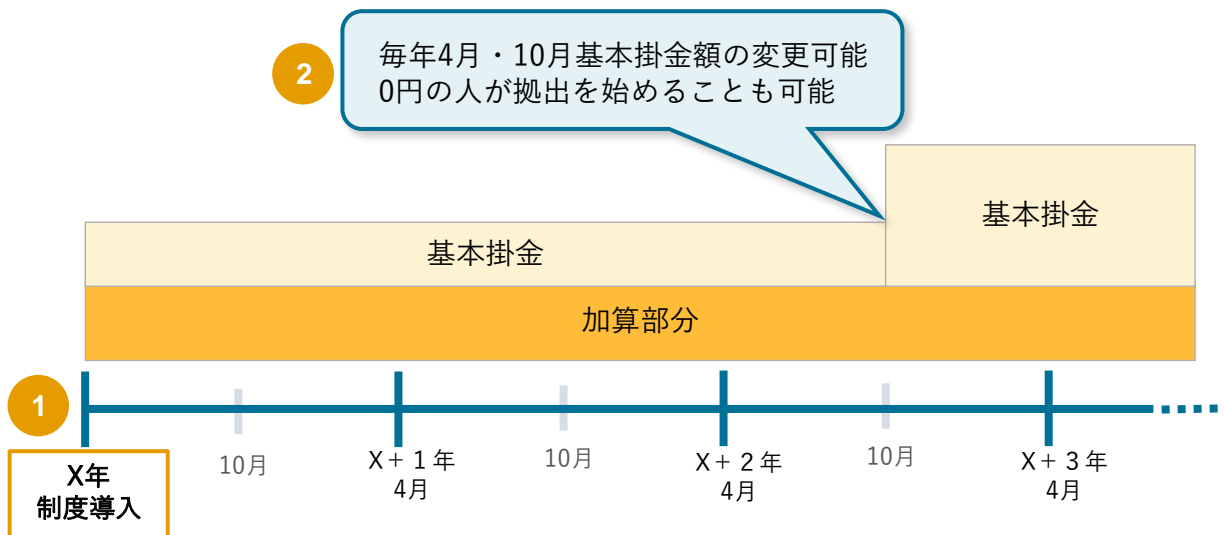 2
毎年4月・10月基本掛金額の変更可能
0円の人が拠出を始めることも可能
基本掛金
基本掛金
加算部分
1
X年
制度導入
10月
X+１年
4月
10月
X+２年
4月
10月
X+３年
4月